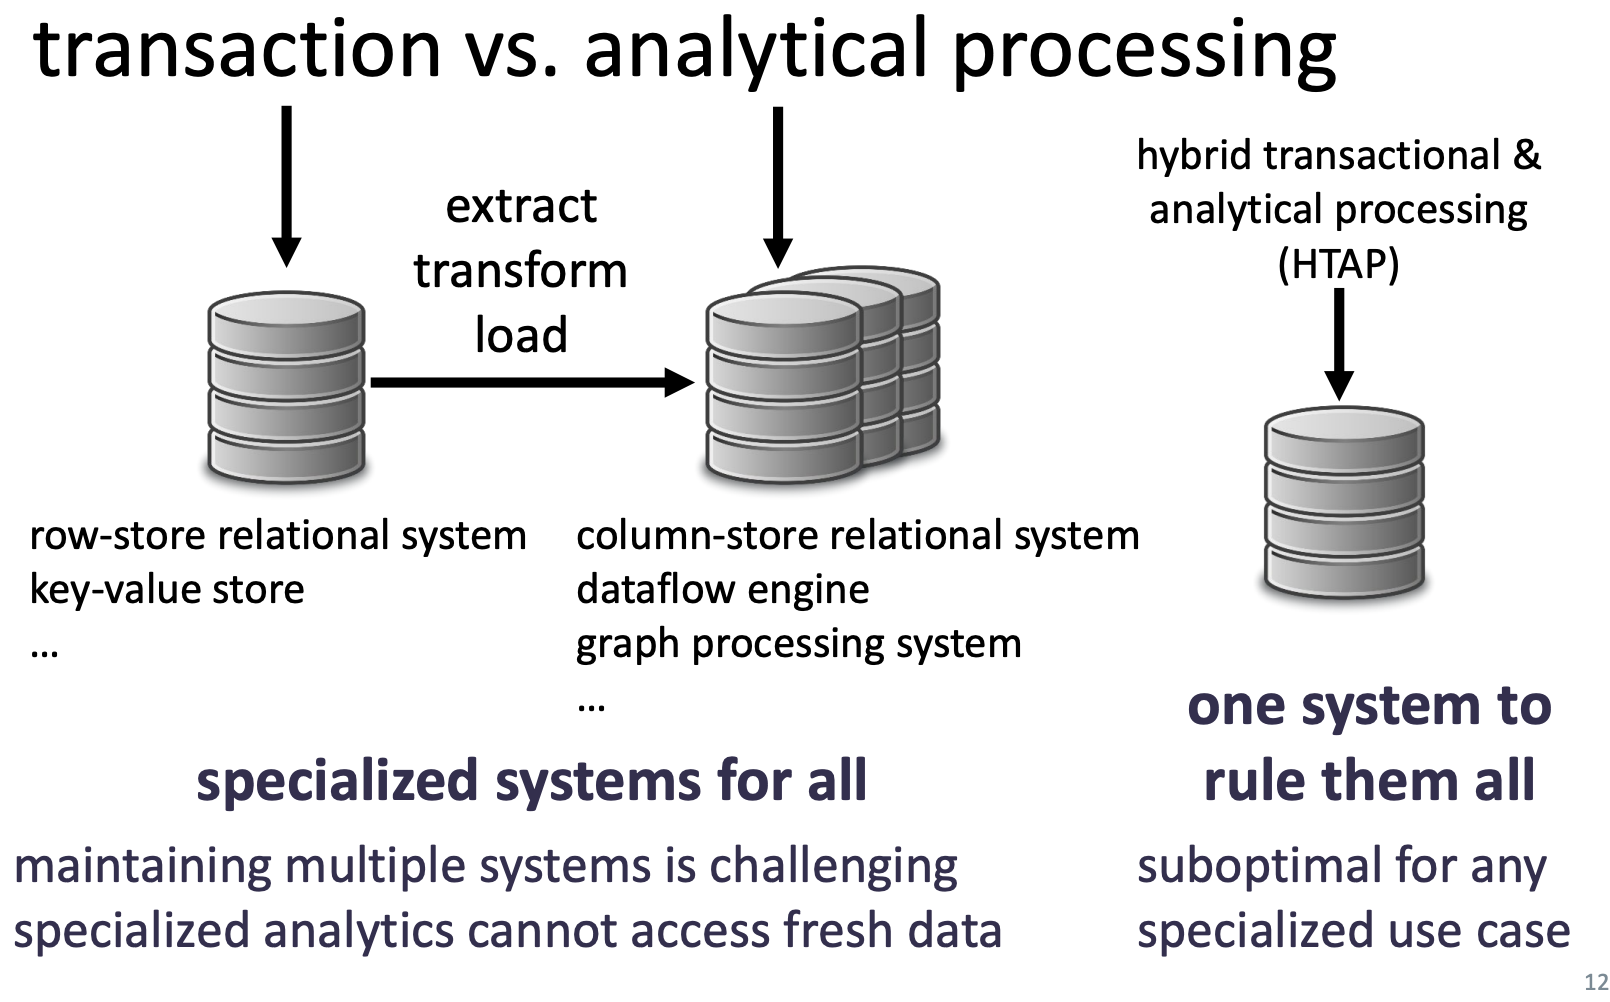 transaction vs. analytical processing
extract
transform
load
row-store relational system
key-value store
...
column-store relational system
dataflow engine
graph processing system
...
specialized systems for all
maintaining multiple systems is challenging
specialized analytics cannot access fresh data
hybrid transactional &
analytical processing
(HTAP)
one system to
rule them all
suboptimal for any
specialized use case
12